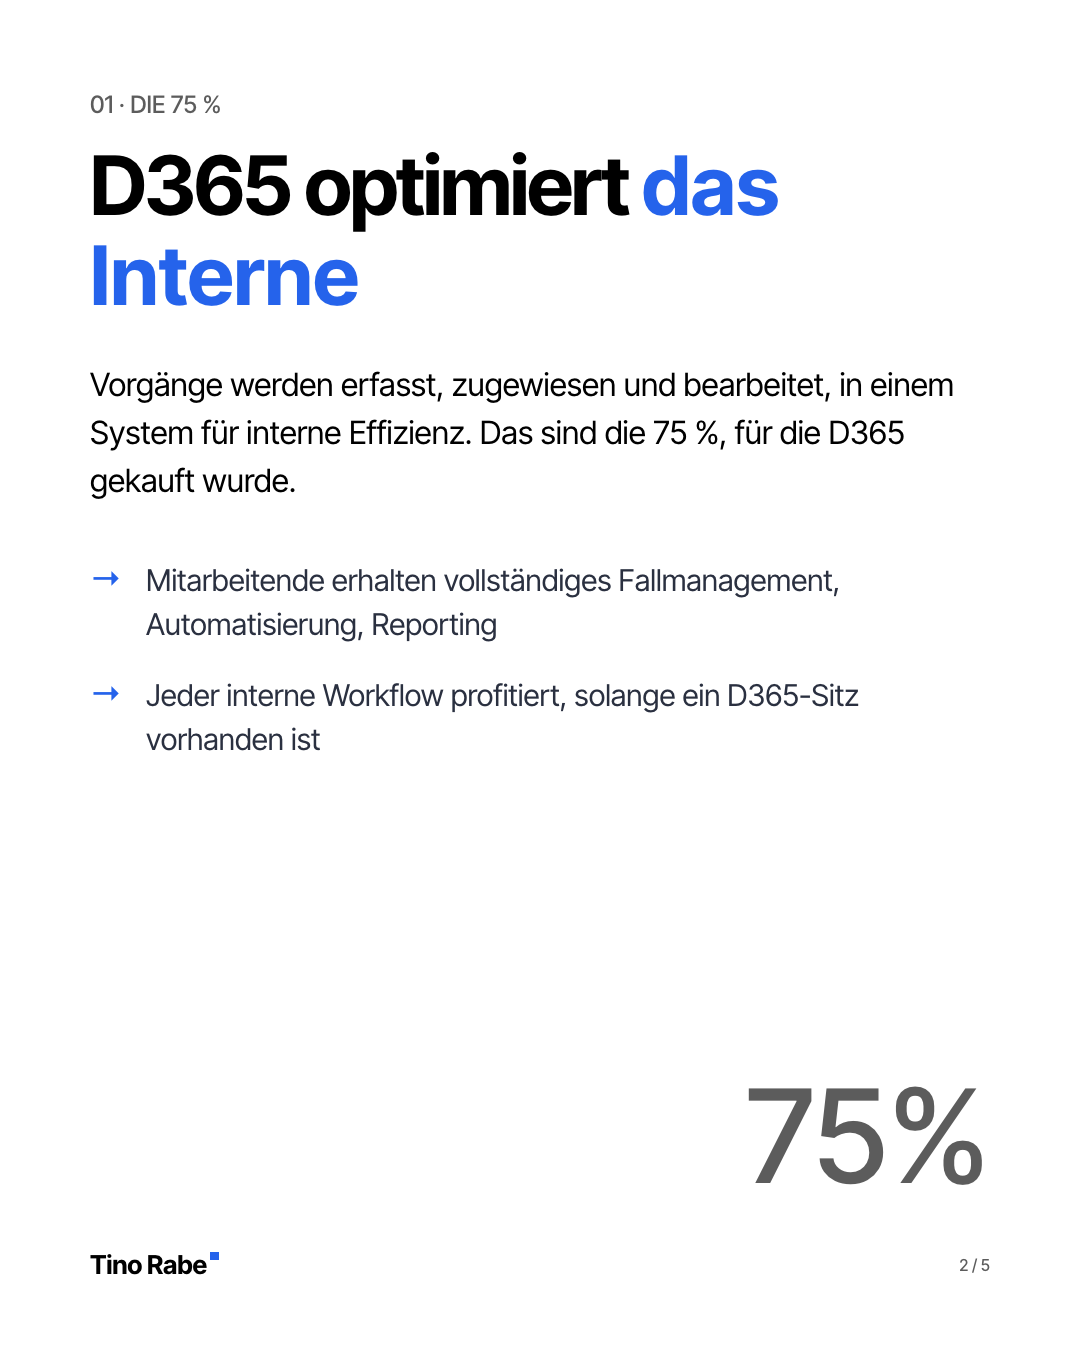 01 · DIE 75 %
D365 optimiert das
Interne
Vorgänge werden erfasst, zugewiesen und bearbeitet, in einem
System für interne Effizienz. Das sind die 75 %, für die D365
gekauft wurde.
→ Mitarbeitende erhalten vollständiges Fallmanagement,
Automatisierung, Reporting
→ Jeder interne Workflow profitiert, solange ein D365-Sitz
vorhanden ist
75%
Tino Rabe
2 / 5